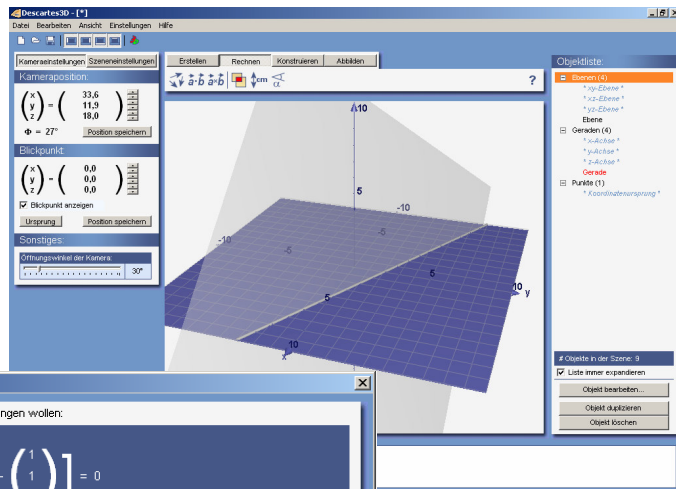 Descartes3D - [*]
Datei Bearbeiten Ansicht Einstellungen Hilfe
Kameraeinstellungen Szeneneinstellungen
Erstellen Rechnen Konstruieren Abbilden
Kameraposition:
x
y
z
=
33,6
11,9
18,0
Φ = 27°
Position speichern
Blickpunkt:
x
y
z
=
0,0
0,0
0,0
Blickpunkt anzeigen
Ursprung Position speichern
Sonstiges:
Öffnungswinkel der Kamera:
30°
a·b a×b cm α ?
10
5
-10
-5
-10
-5
5
5
10 y
10
x
Objektliste:
Ebenen (4)
* xy-Ebene *
* xz-Ebene *
* yz-Ebene *
Ebene
Geraden (4)
* x-Achse *
* y-Achse *
* z-Achse *
Gerade
Punkte (1)
* Koordinatenursprung *
# Objekte in der Szene: 9
Liste immer expandieren
Objekt bearbeiten...
Objekt duplizieren
Objekt löschen
ngen wollen:
1
1
= 0